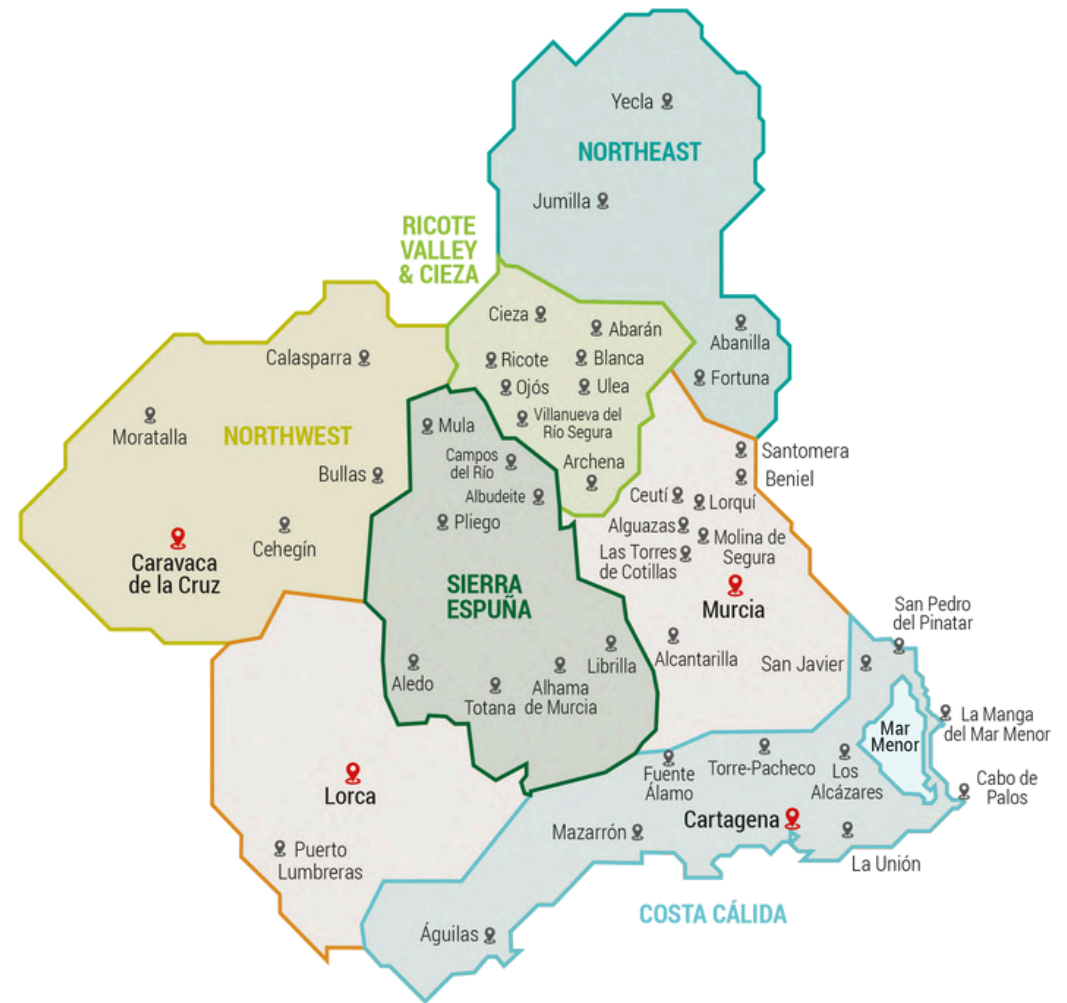 Yecla
NORTHEAST
Jumilla
RICOTE
VALLEY
& CIEZA
Cieza
Abarán
Abanilla
Calasparra
Ricote
Blanca
Fortuna
Ojós
Ulea
Moratalla
NORTHWEST
Mula
Villanueva del
Río Segura
Santomera
Bullas
Campos
del Río
Archena
Beniel
Albudeite
Ceutí
Lorquí
Pliego
Alguazas
Cehegín
Molina de
Segura
Las Torres
de Cotillas
Caravaca
de la Cruz
SIERRA
ESPUÑA
Murcia
San Pedro
del Pinatar
Alcantarilla
San Javier
Librilla
Aledo
Totana
Alhama
de Murcia
La Manga
del Mar Menor
Mar
Menor
Fuente
Álamo
Torre-Pacheco
Los
Alcázares
Cabo de
Palos
Lorca
Cartagena
Mazarrón
Puerto
Lumbreras
La Unión
COSTA CÁLIDA
Águilas